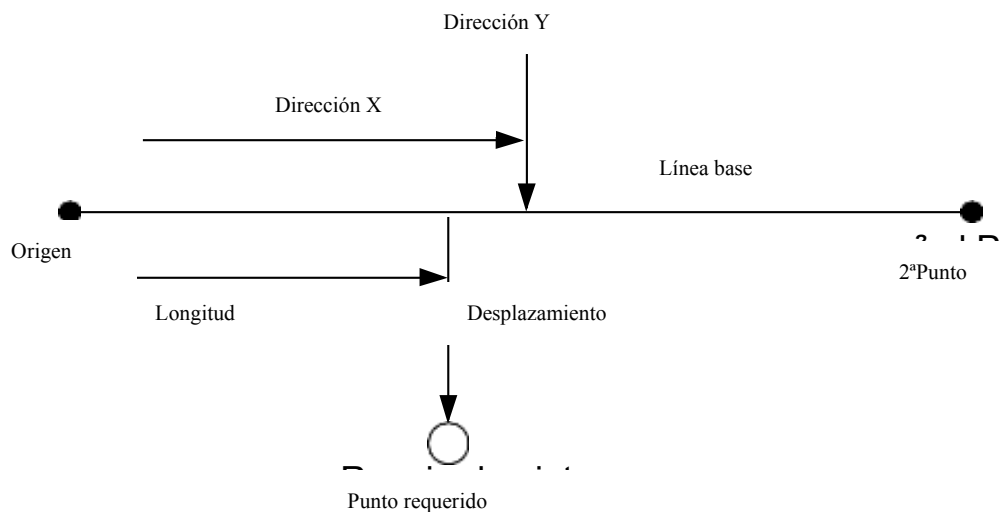 Dirección Y
Dirección X
Línea base
Origen
2ªPunto
Longitud
Desplazamiento
Punto requerido